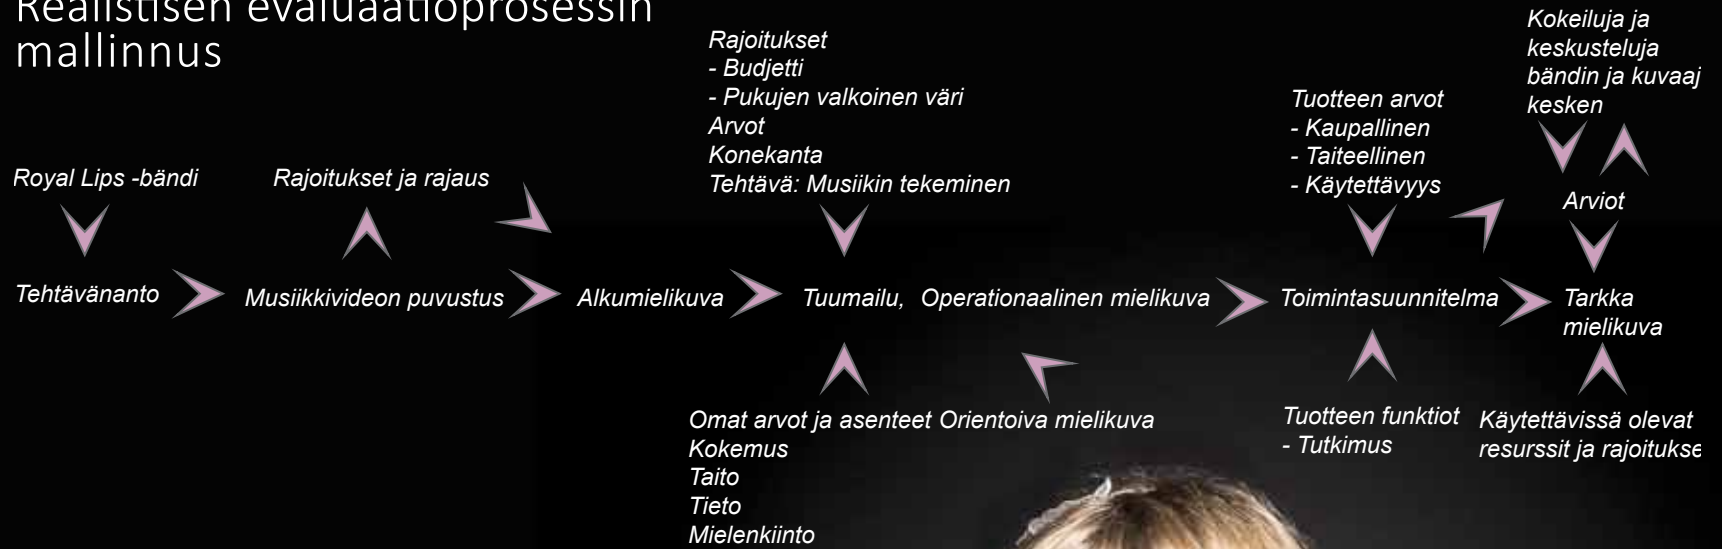 Realistisen evaluaatioprosessin
mallinnus
Rajoitukset
- Budjetti
- Pukujen valkoinen väri
Arvot
Konekanta
Tehtävä: Musiikin tekeminen
Kokeiluja ja
keskusteluja
bändin ja kuvaaj
kesken
Tuotteen arvot
- Kaupallinen
- Taiteellinen
- Käytettävyys
Royal Lips -bändi
Rajoitukset ja rajaus
Arviot
Tehtävänanto
Musiikkivideon puvustus
Alkumielikuva
Tuumailu, Operationaalinen mielikuva
Toimintasuunnitelma
Tarkka
mielikuva
Omat arvot ja asenteet
Kokemus
Taito
Tieto
Mielenkiinto
Orientoiva mielikuva
Tuotteen funktiot
- Tutkimus
Käytettävissä olevat
resurssit ja rajoitukse